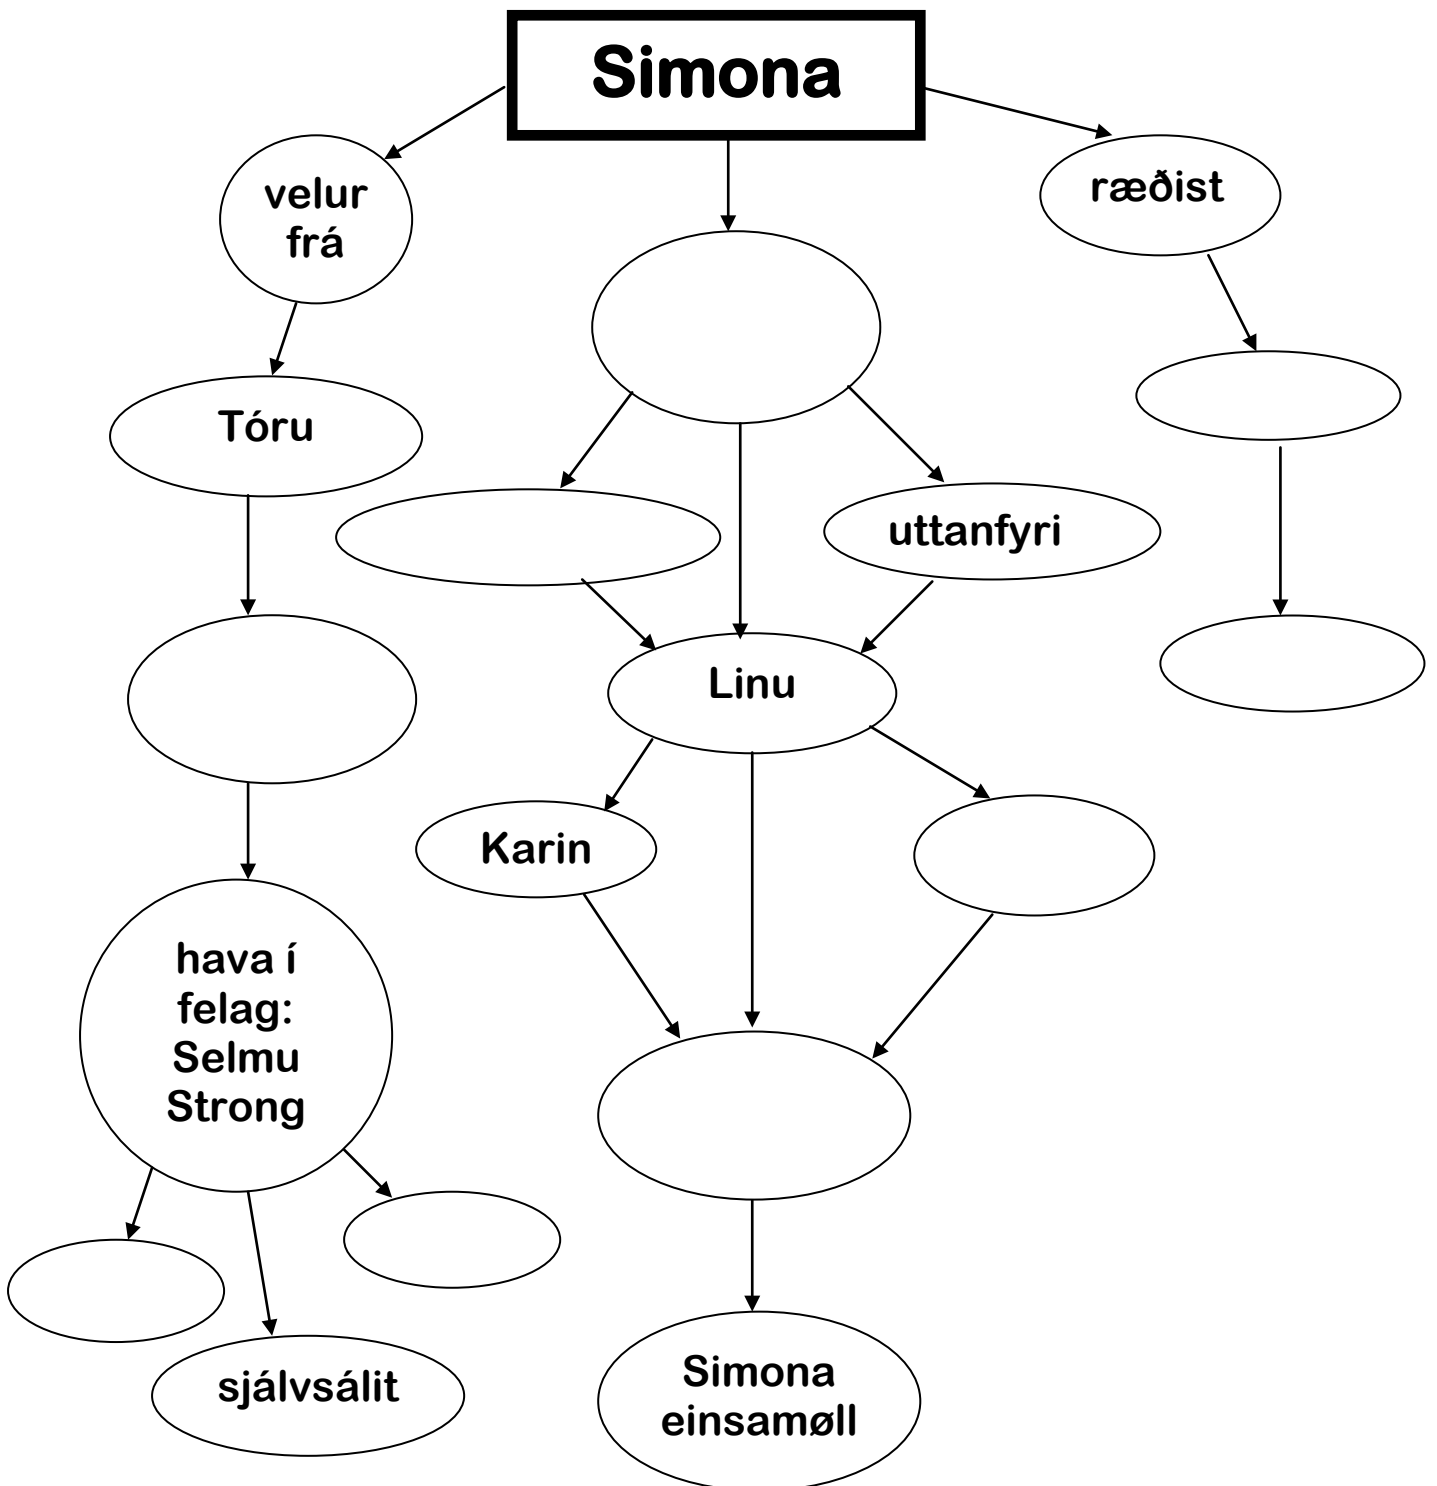 Simona
velur
frá
ræðist
Tóru
uttanfyri
Linu
Karin
hava í
felag:
Selmu
Strong
sjálvsálit
Simona
einsamøll